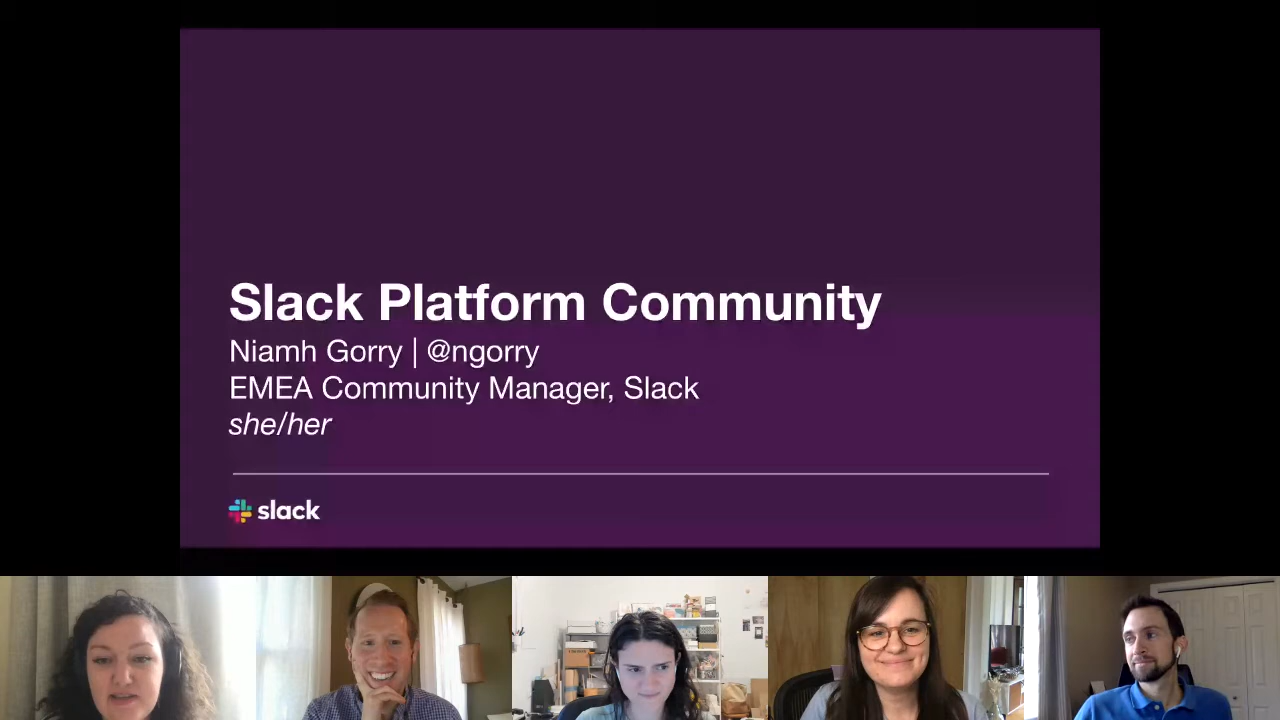 Slack Platform Community
Niamh Gorry | @ngorry
EMEA Community Manager, Slack
she/her
slack